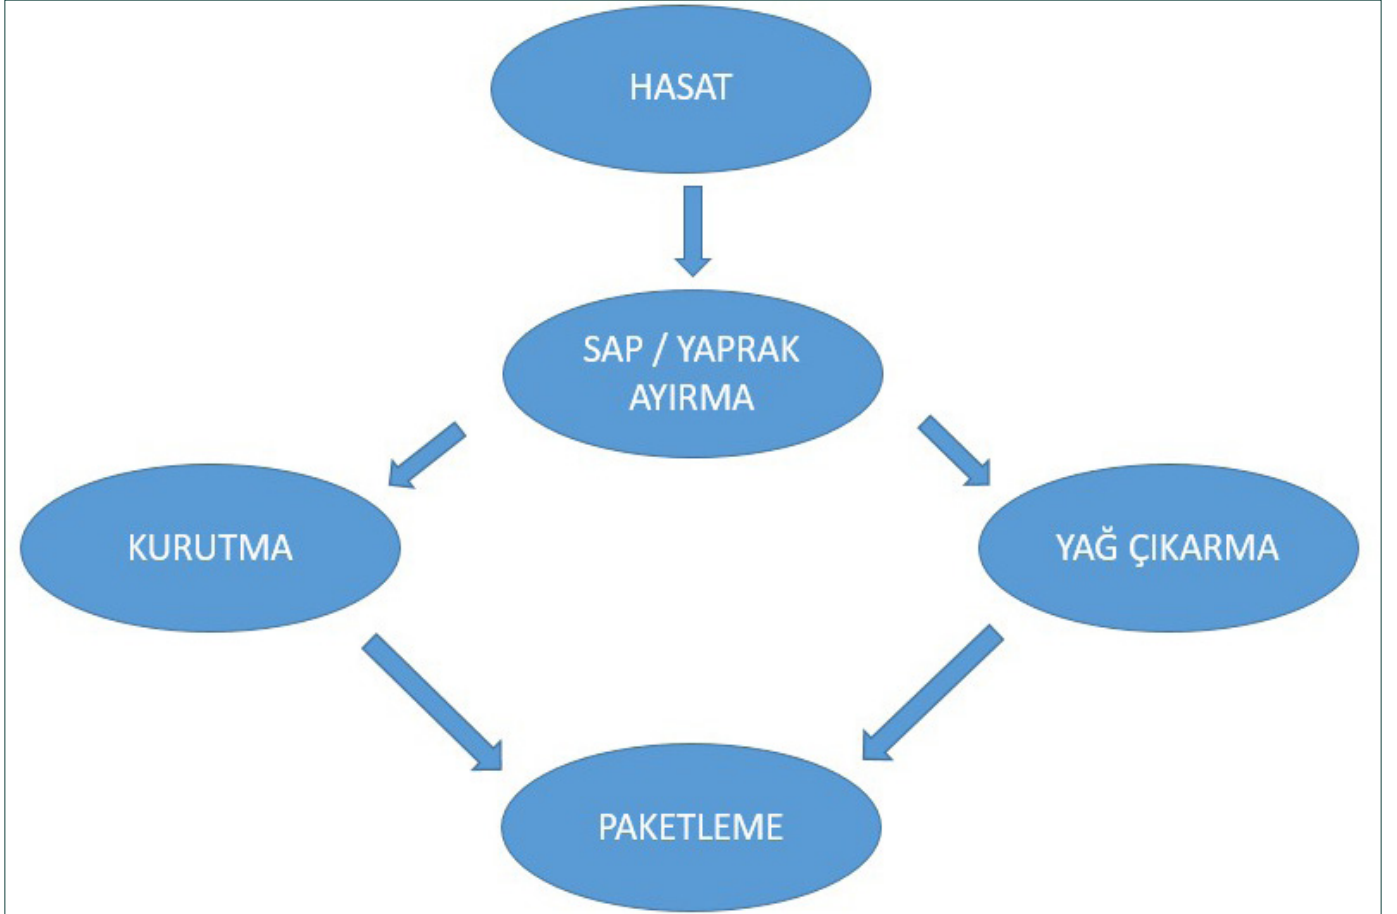 HASAT
SAP / YAPRAK
AYIRMA
KURUTMA
YAĞ ÇIKARMA
PAKETLEME